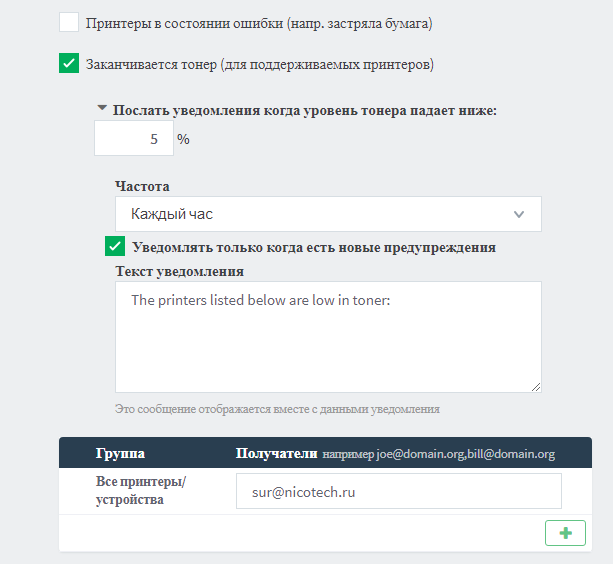 Принтеры в состоянии ошибки (напр. застряла бумага)
Заканчивается тонер (для поддерживаемых принтеров)
Послать уведомления когда уровень тонера падает ниже:
5 %
Частота
Каждый час
Уведомлять только когда есть новые предупреждения
Текст уведомления
The printers listed below are low in toner:
Это сообщение отображается вместе с данными уведомления
Группа Получатели например joe@domain.org,bill@domain.org
Все принтеры/
устройства
sur@nicotech.ru